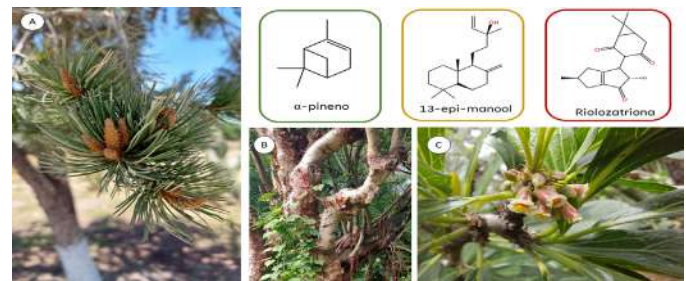 A
OH
α-pineno
13-epi-manool
O
O
O
Riolozatriona
B
C